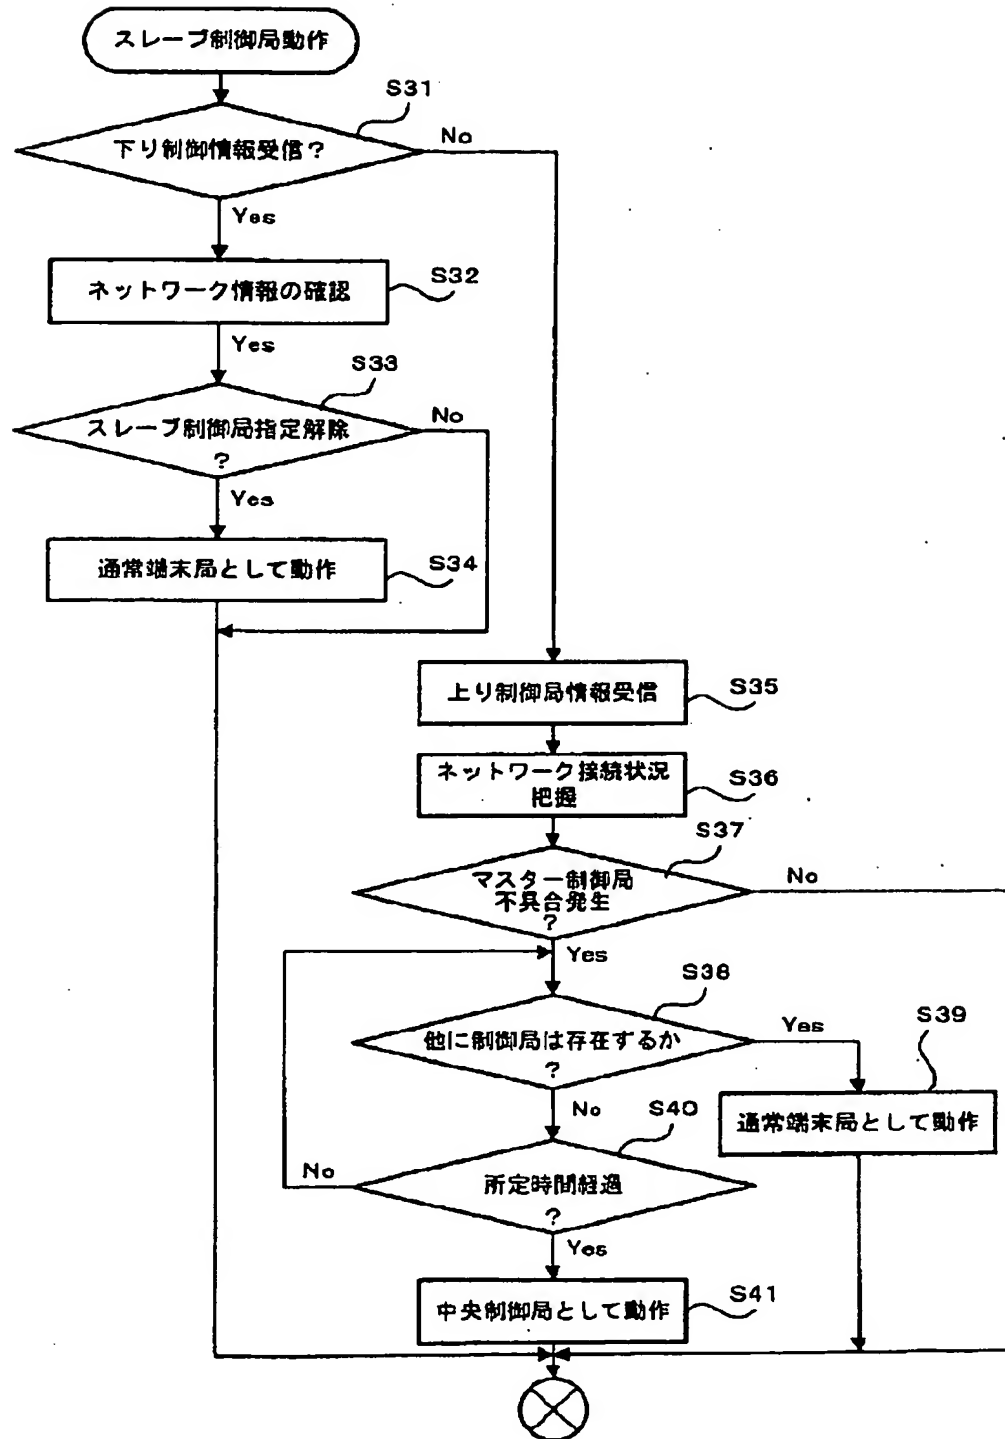 スレーブ制御局動作
S31
下り制御情報受信？
No
Yes
S32
ネットワーク情報の確認
Yes
S33
スレーブ制御局指定解除
？
No
Yes
通常端末局として動作
S34
上り制御局情報受信
S35
ネットワーク接続状況
把握
S36
S37
マスター制御局
不具合発生
？
No
Yes
S38
他に制御局は存在するか
？
Yes
S39
No
S40
通常端末局として動作
No
所定時間経過
？
Yes
S41
中央制御局として動作